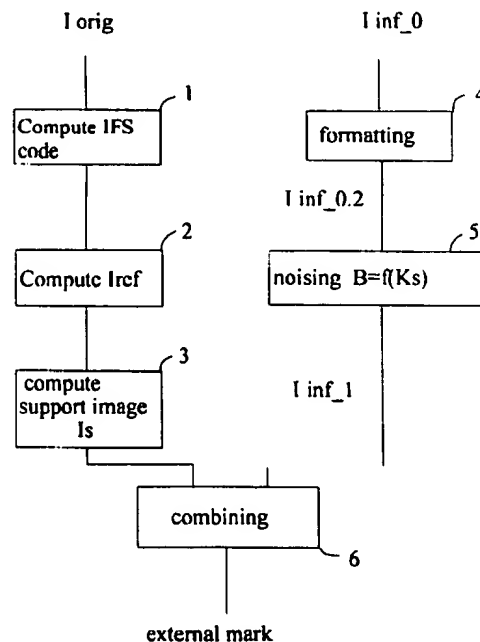 I orig
I inf_0
1
Compute IFS
code
4
formatting
I inf_0.2
2
Compute Iref
5
noising B=f(Ks)
3
compute
support image
Is
I inf_1
combining
6
external mark